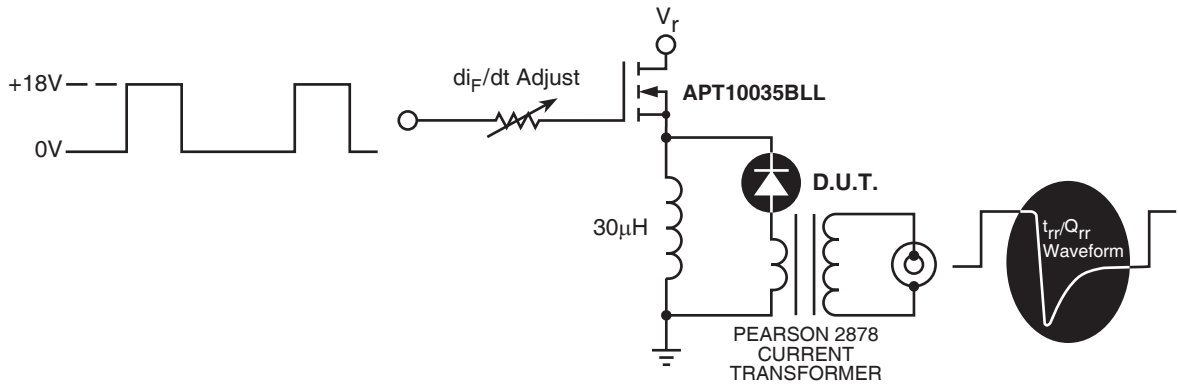 V_r
+18V
di_F/dt Adjust
APT10035BLL
0V
D.U.T.
30μH
t_rr/Q_rr
Waveform
PEARSON 2878
CURRENT
TRANSFORMER